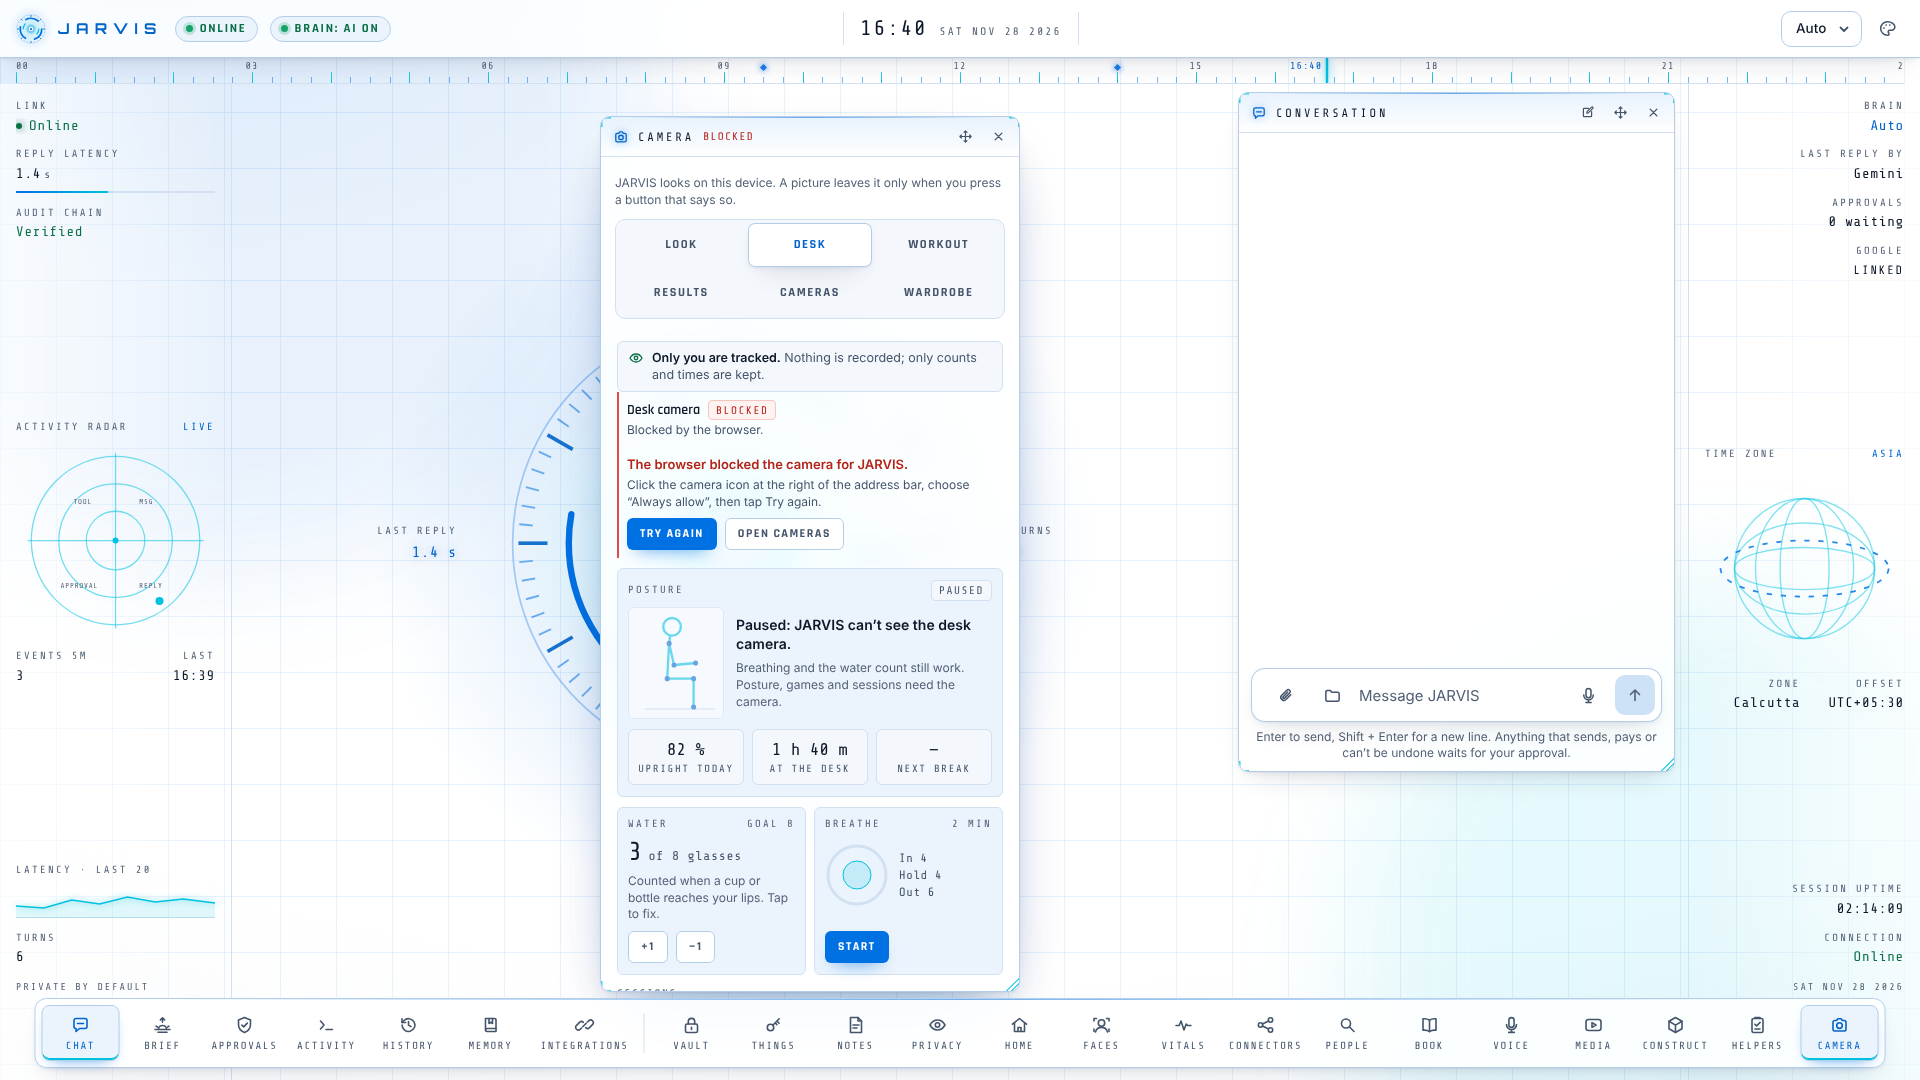 JARVIS
ONLINE
BRAIN: AI ON
16:40 SAT NOV 28 2026
Auto
00 03 06 09 12 15 16:40 18 21 2
LINK
Online
REPLY LATENCY
1.4 s
AUDIT CHAIN
Verified
ACTIVITY RADAR LIVE
TOOL MSG
APPROVAL REPLY
EVENTS 5M LAST
3 16:39
LATENCY · LAST 20
TURNS
6
PRIVATE BY DEFAULT
LAST REPLY
1.4 s
URNS
CAMERA BLOCKED
JARVIS looks on this device. A picture leaves it only when you press
a button that says so.
LOOK DESK WORKOUT
RESULTS CAMERAS WARDROBE
Only you are tracked. Nothing is recorded; only counts
and times are kept.
Desk camera BLOCKED
Blocked by the browser.
The browser blocked the camera for JARVIS.
Click the camera icon at the right of the address bar, choose
“Always allow”, then tap Try again.
TRY AGAIN OPEN CAMERAS
POSTURE PAUSED
Paused: JARVIS can’t see the desk
camera.
Breathing and the water count still work.
Posture, games and sessions need the
camera.
82 % 1 h 40 m —
UPRIGHT TODAY AT THE DESK NEXT BREAK
WATER GOAL 8
3 of 8 glasses
Counted when a cup or
bottle reaches your lips. Tap
to fix.
+1 −1
BREATHE 2 MIN
In 4
Hold 4
Out 6
START
CONVERSATION
Message JARVIS
Enter to send, Shift + Enter for a new line. Anything that sends, pays or
can’t be undone waits for your approval.
BRAIN
Auto
LAST REPLY BY
Gemini
APPROVALS
0 waiting
GOOGLE
LINKED
TIME ZONE ASIA
ZONE OFFSET
Calcutta UTC+05:30
SESSION UPTIME
02:14:09
CONNECTION
Online
SAT NOV 28 2026
CHAT BRIEF APPROVALS ACTIVITY HISTORY MEMORY INTEGRATIONS VAULT THINGS NOTES PRIVACY HOME FACES VITALS CONNECTORS PEOPLE BOOK VOICE MEDIA CONSTRUCT HELPERS CAMERA